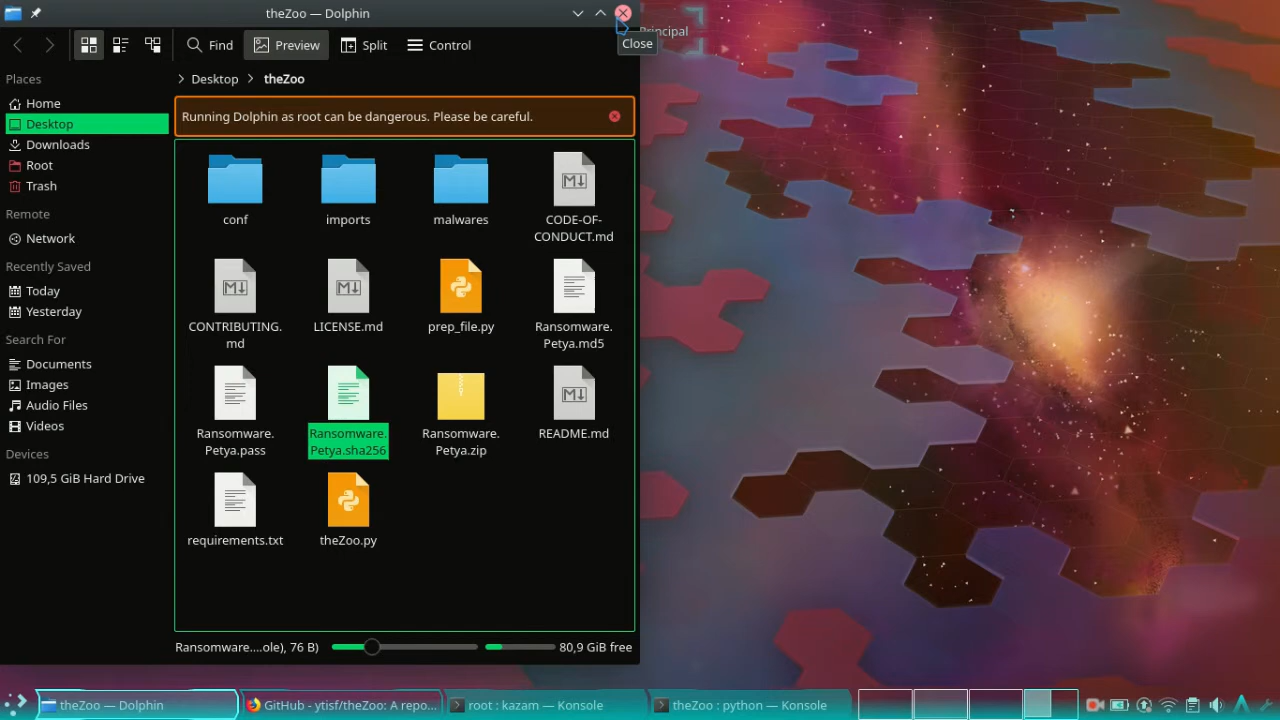 theZoo — Dolphin
Principal
Close
Find
Preview
Split
Control
Places
Home
Desktop
Downloads
Root
Trash
Remote
Network
Recently Saved
Today
Yesterday
Search For
Documents
Images
Audio Files
Videos
Devices
109,5 GiB Hard Drive
Desktop
theZoo
Running Dolphin as root can be dangerous. Please be careful.
conf
imports
malwares
CODE-OF-
CONDUCT.md
CONTRIBUTING.
md
LICENSE.md
prep_file.py
Ransomware.
Petya.md5
Ransomware.
Petya.pass
Ransomware.
Petya.sha256
Ransomware.
Petya.zip
README.md
requirements.txt
theZoo.py
Ransomware....ole), 76 B)
80,9 GiB free
theZoo — Dolphin
GitHub - ytisf/theZoo: A repo...
root : kazam — Konsole
theZoo : python — Konsole